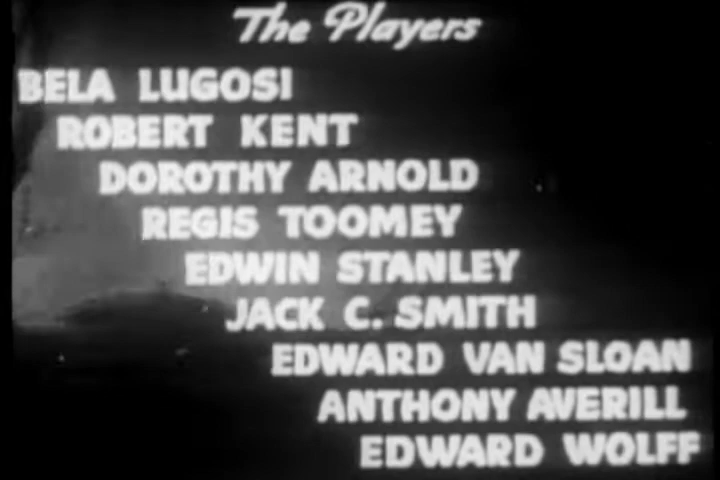 The Players
BELA LUGOSI
ROBERT KENT
DOROTHY ARNOLD
REGIS TOOMEY
EDWIN STANLEY
JACK C. SMITH
EDWARD VAN SLOAN
ANTHONY AVERILL
EDWARD WOLFF